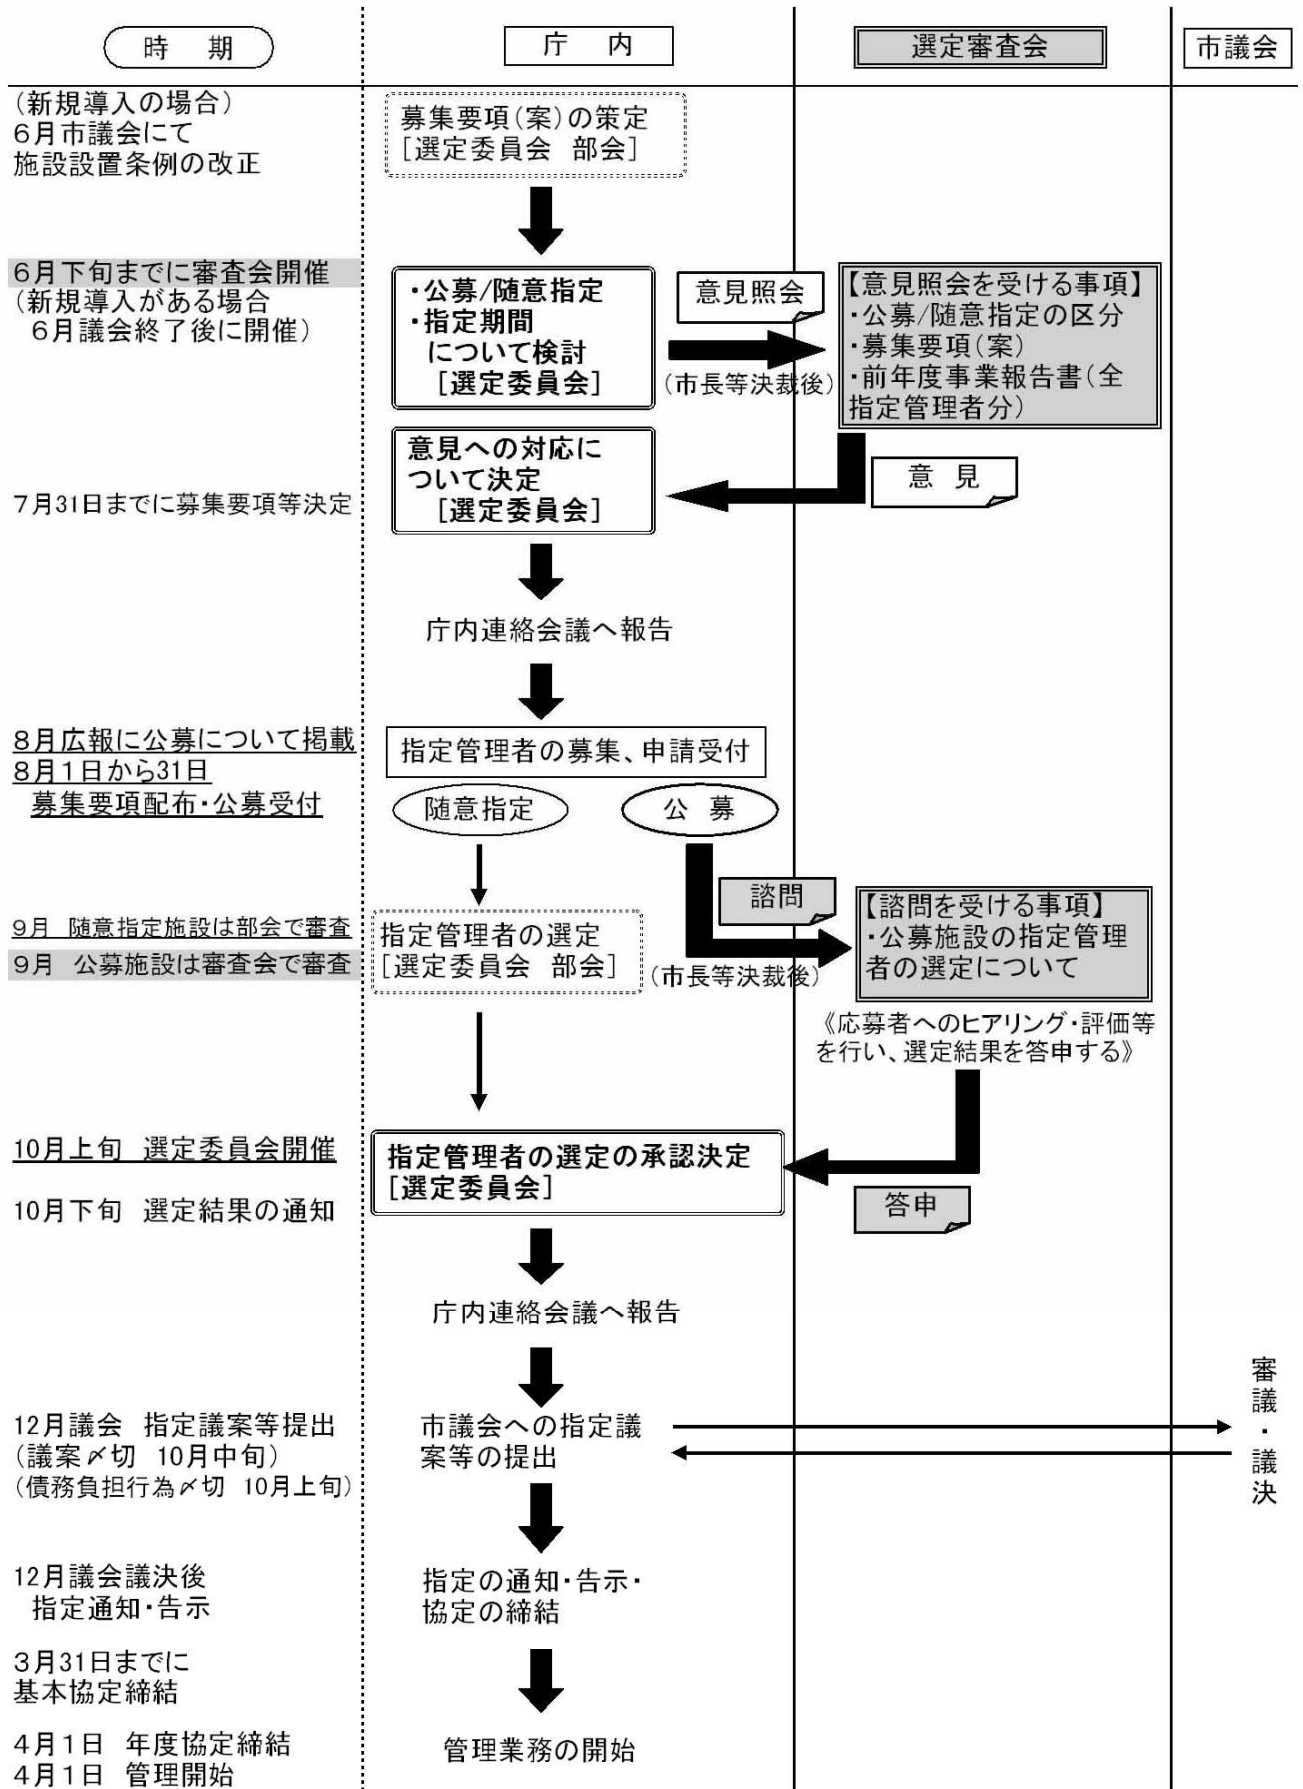 時　期
庁　内
選定審査会
市議会
(新規導入の場合)
6月市議会にて
施設設置条例の改正
募集要項(案)の策定
[選定委員会　部会]
6月下旬までに審査会開催
(新規導入がある場合
6月議会終了後に開催)
・公募/随意指定
・指定期間
について検討
[選定委員会]
意見照会
(市長等決裁後)
【意見照会を受ける事項】
・公募/随意指定の区分
・募集要項(案)
・前年度事業報告書(全
指定管理者分)
7月31日までに募集要項等決定
意見への対応に
ついて決定
[選定委員会]
意　見
庁内連絡会議へ報告
8月広報に公募について掲載
8月1日から31日
募集要項配布・公募受付
指定管理者の募集、申請受付
随意指定
公　募
9月　随意指定施設は部会で審査
9月　公募施設は審査会で審査
指定管理者の選定
[選定委員会　部会]
諮問
(市長等決裁後)
【諮問を受ける事項】
・公募施設の指定管理
者の選定について
《応募者へのヒアリング・評価等
を行い、選定結果を答申する》
10月上旬　選定委員会開催
10月下旬　選定結果の通知
指定管理者の選定の承認決定
[選定委員会]
答申
庁内連絡会議へ報告
12月議会　指定議案等提出
(議案〆切　10月中旬)
(債務負担行為〆切　10月上旬)
市議会への指定議
案等の提出
審議・議決
12月議会議決後
指定通知・告示
指定の通知・告示・
協定の締結
3月31日までに
基本協定締結
4月1日　年度協定締結
4月1日　管理開始
管理業務の開始